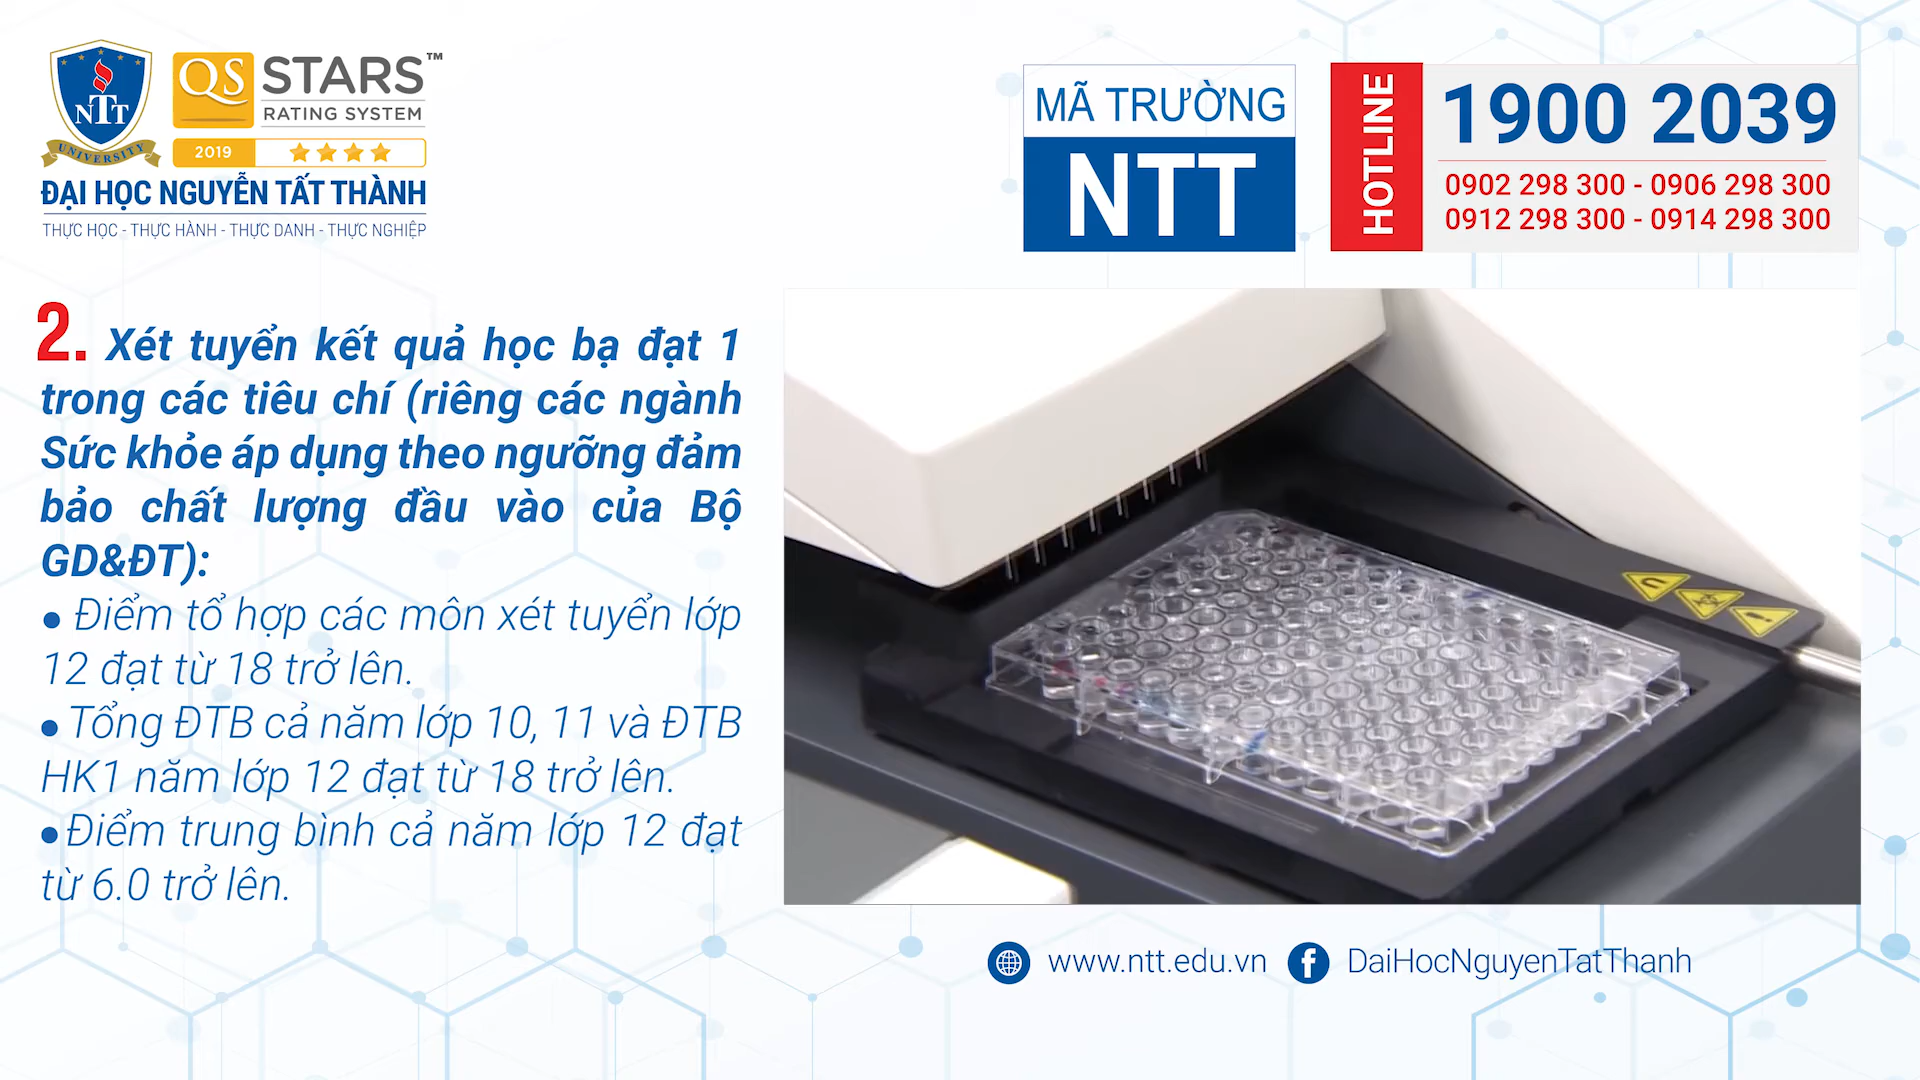 NTT
UNIVERSITY
QS STARS™
RATING SYSTEM
2019
ĐẠI HỌC NGUYỄN TẤT THÀNH
THỰC HỌC - THỰC HÀNH - THỰC DANH - THỰC NGHIỆP
MÃ TRƯỜNG
NTT
HOTLINE
1900 2039
0902 298 300 - 0906 298 300
0912 298 300 - 0914 298 300
2. Xét tuyển kết quả học bạ đạt 1
trong các tiêu chí (riêng các ngành
Sức khỏe áp dụng theo ngưỡng đảm
bảo chất lượng đầu vào của Bộ
GD&ĐT):
• Điểm tổ hợp các môn xét tuyển lớp
12 đạt từ 18 trở lên.
• Tổng ĐTB cả năm lớp 10, 11 và ĐTB
HK1 năm lớp 12 đạt từ 18 trở lên.
• Điểm trung bình cả năm lớp 12 đạt
từ 6.0 trở lên.
www.ntt.edu.vn
DaiHocNguyenTatThanh